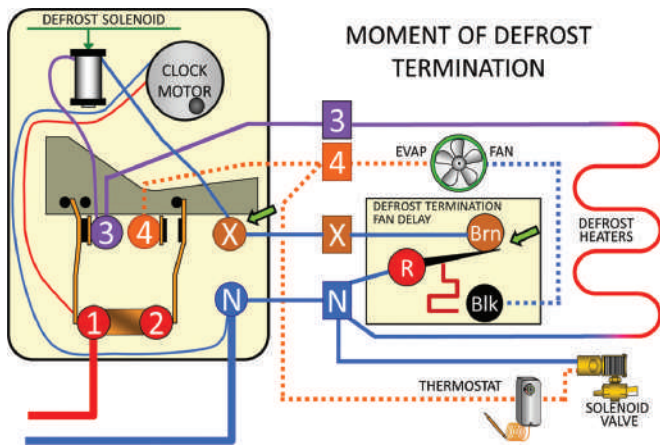 DEFROST SOLENOID
MOMENT OF DEFROST
TERMINATION
CLOCK
MOTOR
3
4
EVAP FAN
3 4 X
X
DEFROST TERMINATION
FAN DELAY
Brn
R
DEFROST
HEATERS
N
N
Blk
1 2
THERMOSTAT
SOLENOID
VALVE